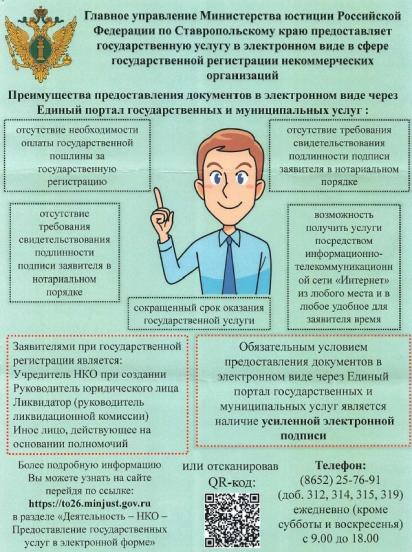 Главное управление Министерства юстиции Российской
Федерации по Ставропольскому краю предоставляет
государственную услугу в электронном виде в сфере
государственной регистрации некоммерческих
организаций
Преимущества предоставления документов в электронном виде через
Единый портал государственных и муниципальных услуг :
отсутствие необходимости
оплаты государственной
пошлины за
государственную
регистрацию
отсутствие требования
свидетельствования
подлинности подписи
заявителя в нотариальном
порядке
отсутствие
требования
свидетельствования
подлинности
подписи заявителя в
нотариальном
порядке
возможность
получить услуги
посредством
информационно-
телекоммуникационн
ой сети «Интернет»
из любого места и в
любое удобное для
заявителя время
сокращенный срок оказания
государственной услуги
Заявителями при государственной
регистрации является:
Учредитель НКО при создании
Руководитель юридического лица
Ликвидатор (руководитель
ликвидационной комиссии)
Иное лицо, действующее на
основании полномочий
Обязательным условием
предоставления документов в
электронном виде через Единый
портал государственных и
муниципальных услуг является
наличие усиленной электронной
подписи
Более подробную информацию
Вы можете узнать на сайте
перейдя по ссылке:
https://to26.minjust.gov.ru
в разделе «Деятельность – НКО –
Предоставление государственных
услуг в электронной форме»
или отсканировав
QR-код:
Телефон:
(8652) 25-76-91
(доб. 312, 314, 315, 319)
ежедневно (кроме
субботы и воскресенья)
с 9.00 до 18.00